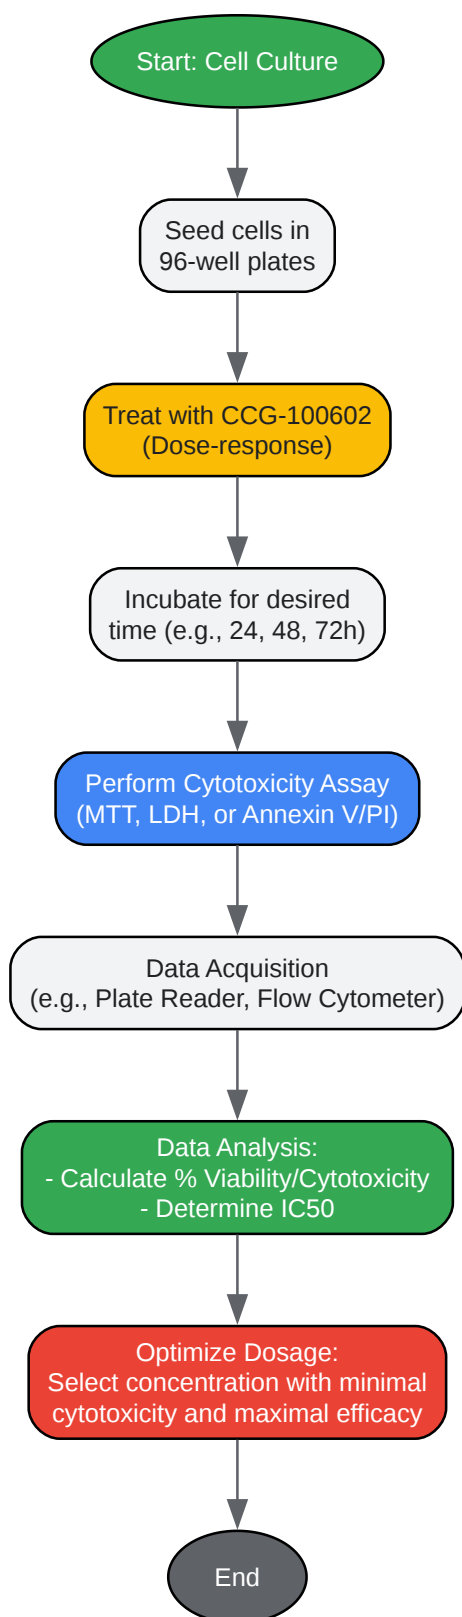 Start: Cell Culture
Seed cells in
96-well plates
Treat with CCG-100602
(Dose-response)
Incubate for desired
time (e.g., 24, 48, 72h)
Perform Cytotoxicity Assay
(MTT, LDH, or Annexin V/PI)
Data Acquisition
(e.g., Plate Reader, Flow Cytometer)
Data Analysis:
- Calculate % Viability/Cytotoxicity
- Determine IC50
Optimize Dosage:
Select concentration with minimal
cytotoxicity and maximal efficacy
End